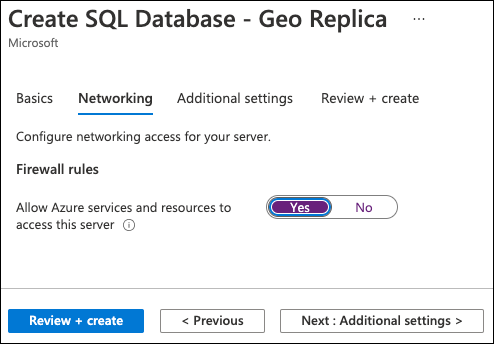 Create SQL Database - Geo Replica ...
Microsoft
Basics Networking Additional settings Review + create
Configure networking access for your server.
Firewall rules
Allow Azure services and resources to
access this server
Yes No
Review + create < Previous Next : Additional settings >